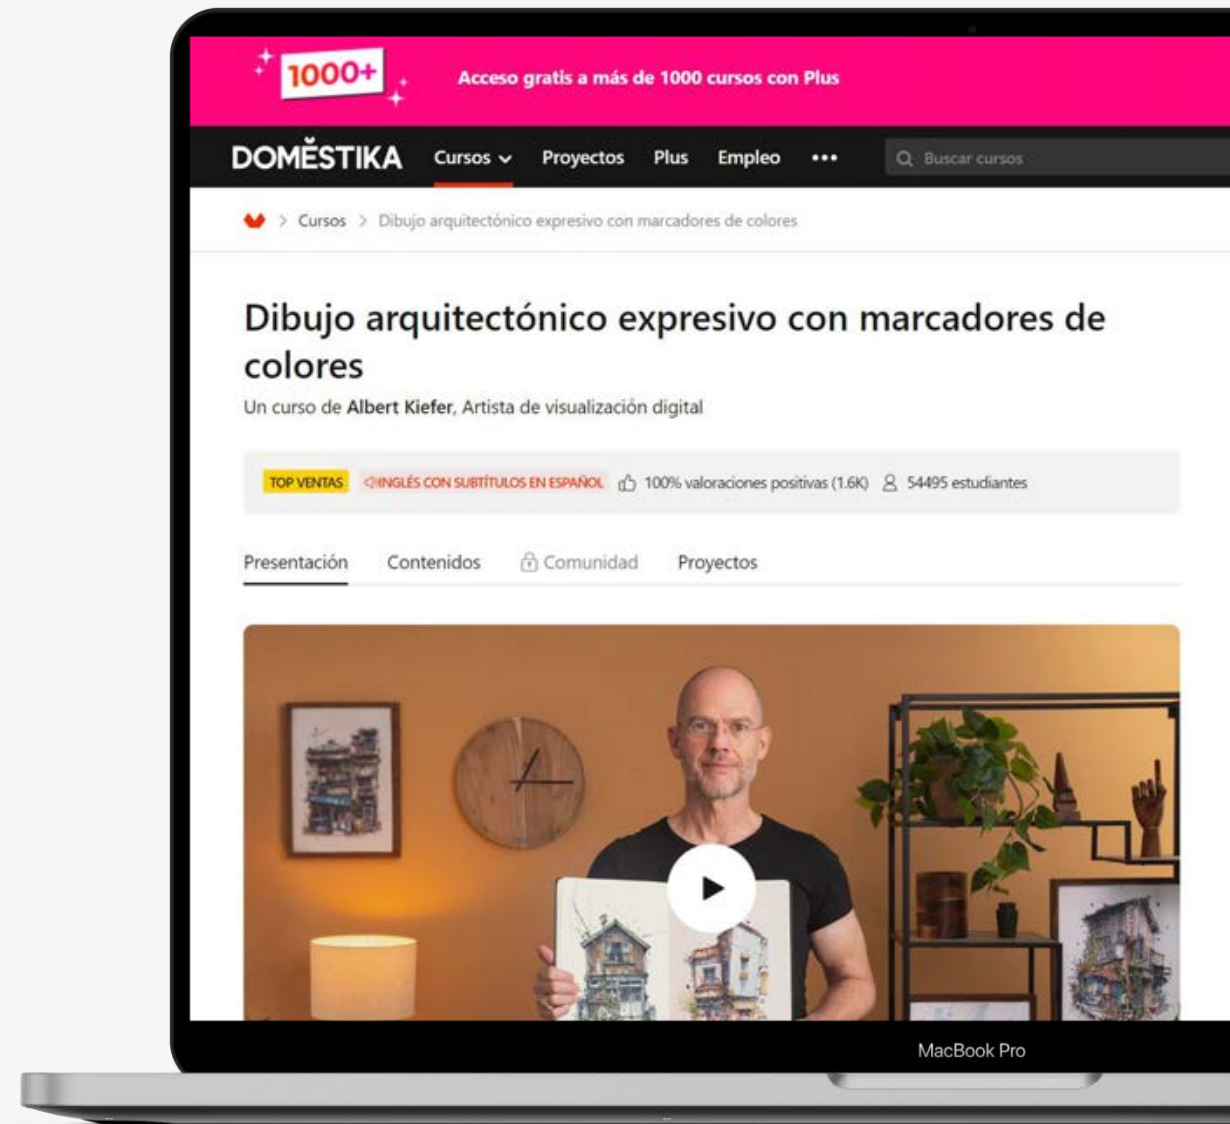 1000+
Acceso gratis a más de 1000 cursos con Plus
DOMĚSTIKA Cursos Proyectos Plus Empleo ••• Buscar cursos
> Cursos > Dibujo arquitectónico expresivo con marcadores de colores
Dibujo arquitectónico expresivo con marcadores de
colores
Un curso de Albert Kiefer, Artista de visualización digital
TOP VENTAS INGLÉS CON SUBTÍTULOS EN ESPAÑOL 100% valoraciones positivas (1.6K) 54495 estudiantes
Presentación Contenidos Comunidad Proyectos
MacBook Pro